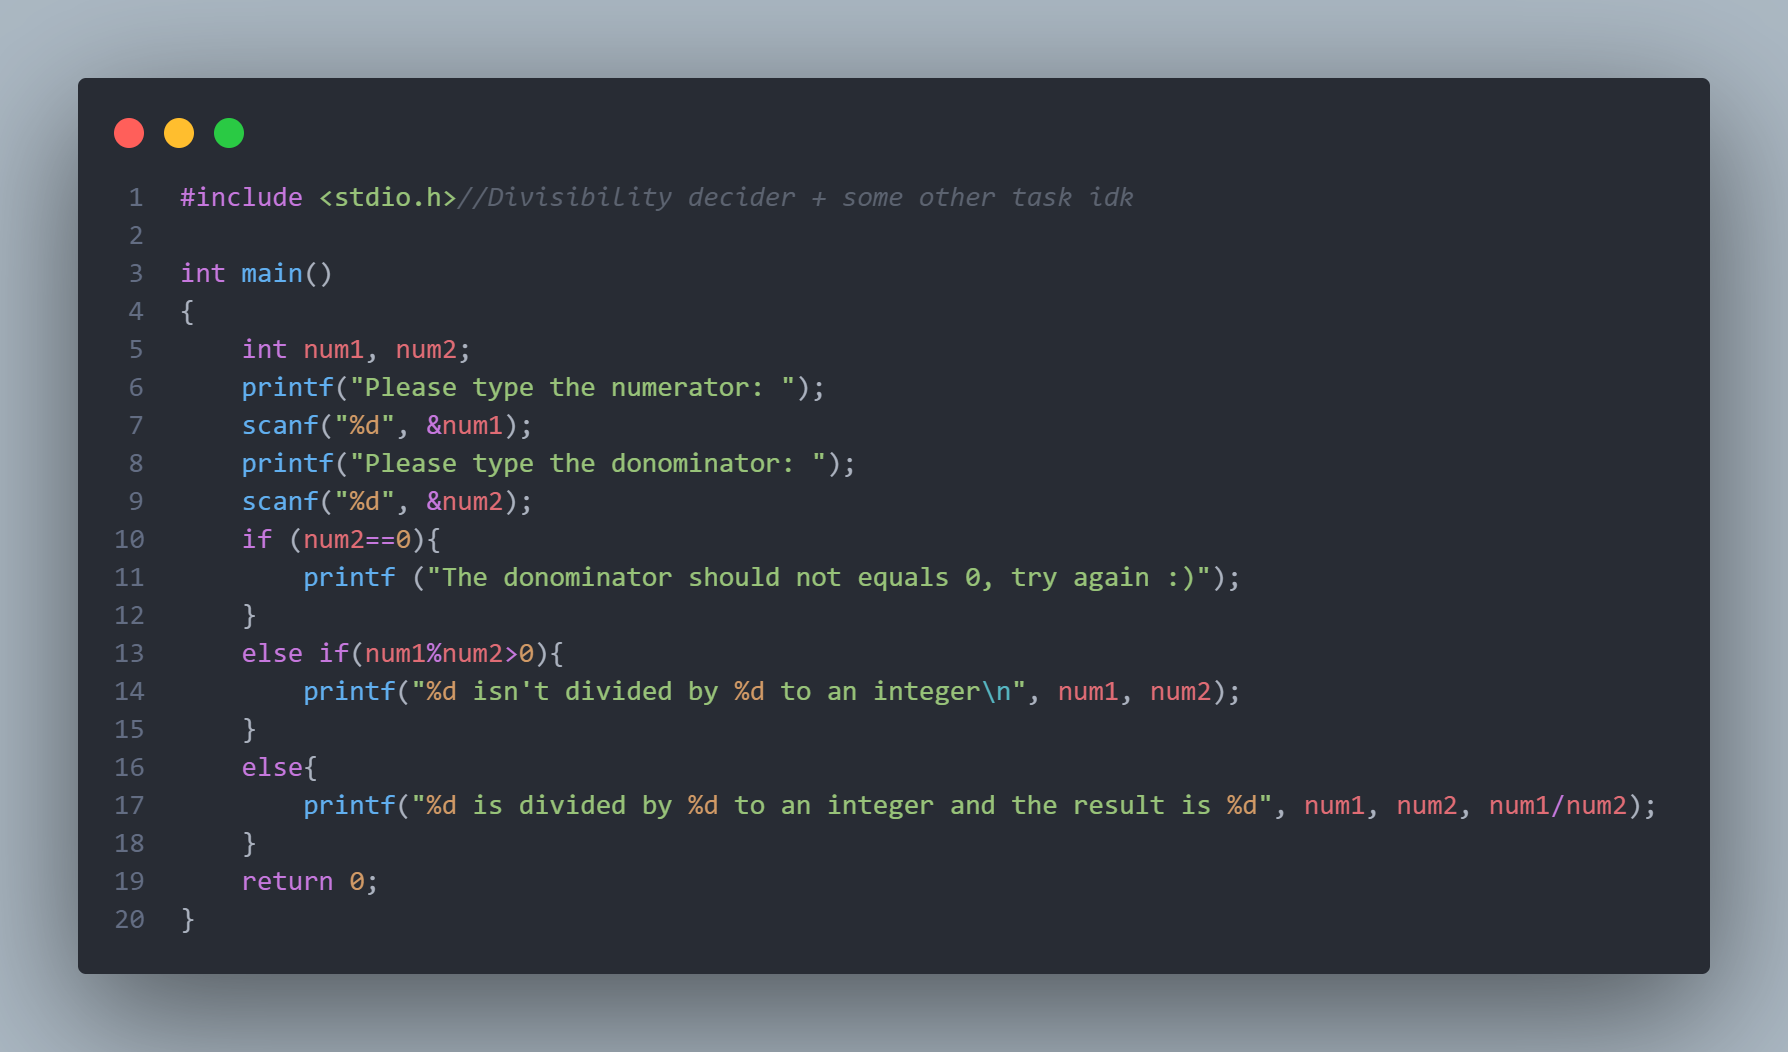 1 #include <stdio.h>//Divisibility decider + some other task idk
2
3 int main()
4 {
5     int num1, num2;
6     printf("Please type the numerator: ");
7     scanf("%d", &num1);
8     printf("Please type the donominator: ");
9     scanf("%d", &num2);
10     if (num2==0){
11         printf ("The donominator should not equals 0, try again :)");
12     }
13     else if(num1%num2>0){
14         printf("%d isn't divided by %d to an integer\n", num1, num2);
15     }
16     else{
17         printf("%d is divided by %d to an integer and the result is %d", num1, num2, num1/num2);
18     }
19     return 0;
20 }